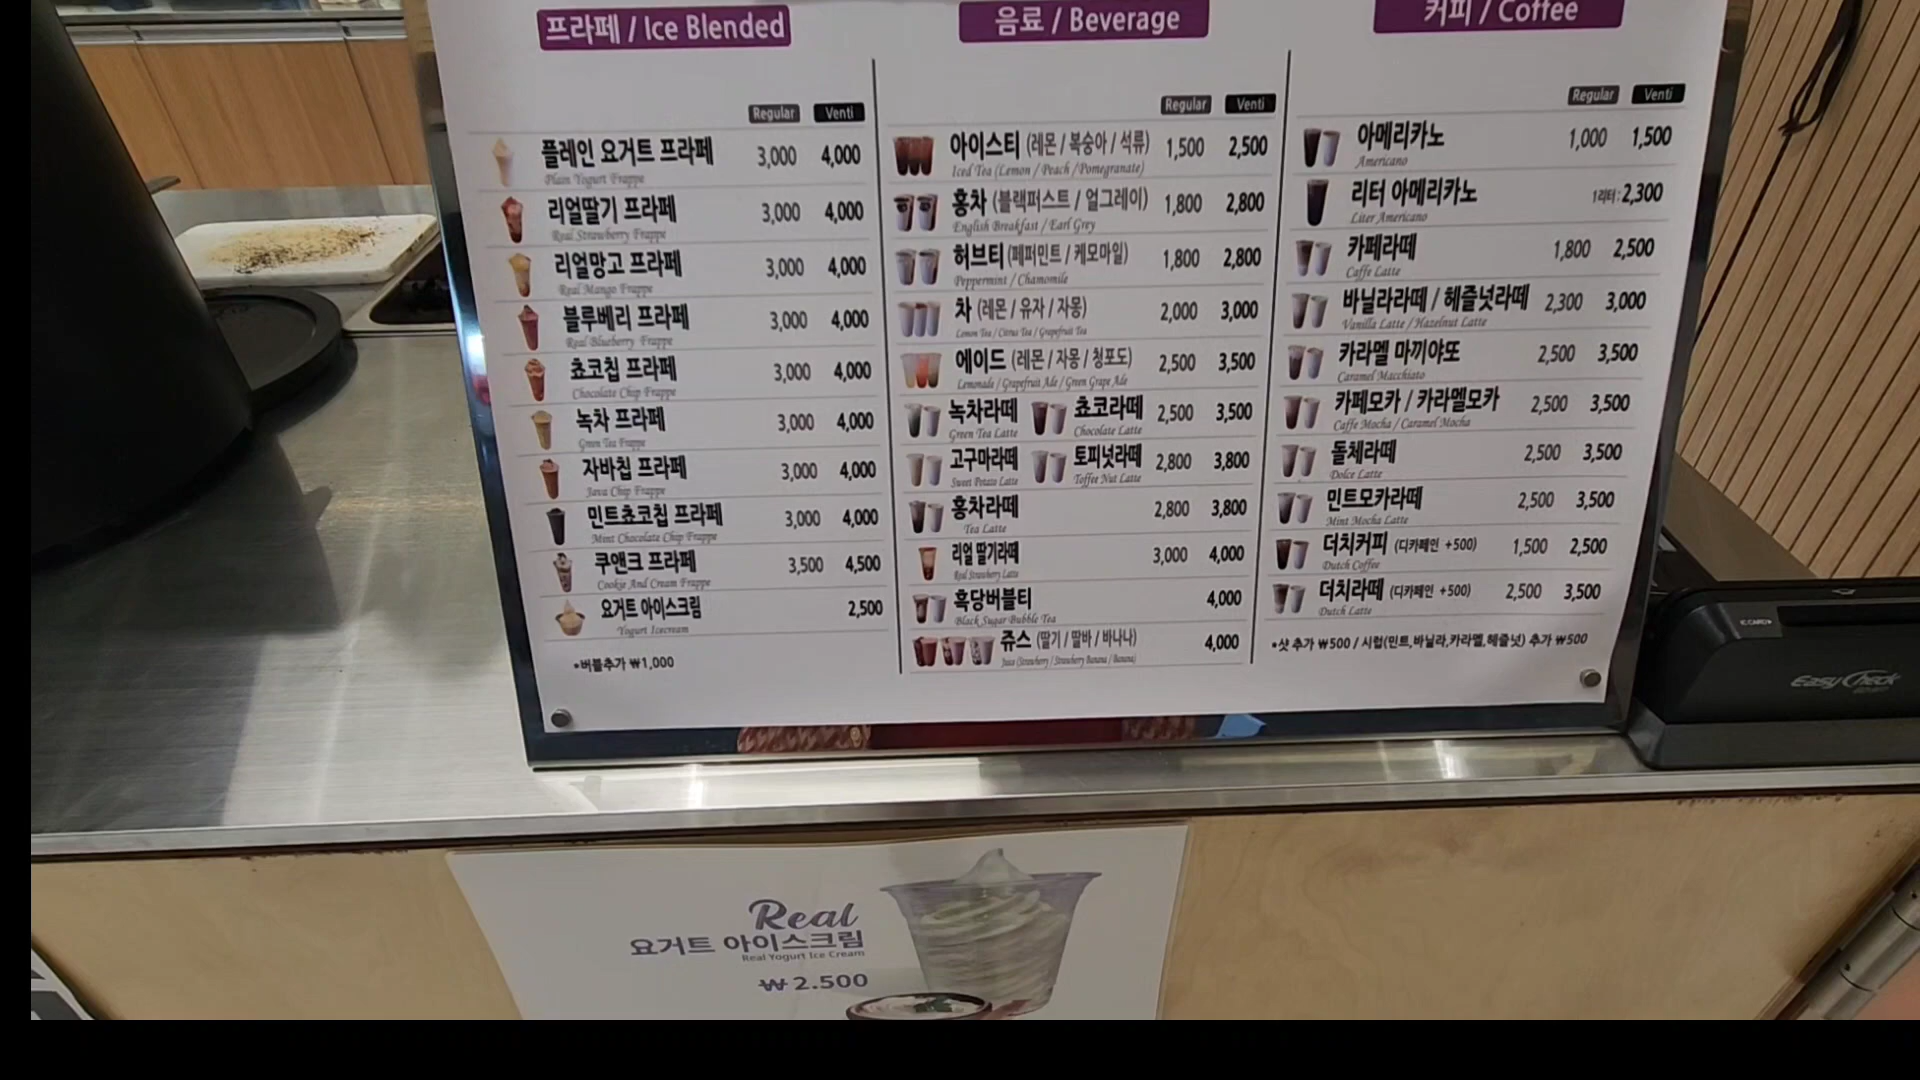 프라페 / Ice Blended
Regular Venti
플레인 요거트 프라페 3,000 4,000
Plain Yogurt Frappe
리얼딸기 프라페 3,000 4,000
Real Strawberry Frappe
리얼망고 프라페 3,000 4,000
Real Mango Frappe
블루베리 프라페 3,000 4,000
Real Blueberry Frappe
쵸코칩 프라페 3,000 4,000
Chocolate Chip Frappe
녹차 프라페 3,000 4,000
Green Tea Frappe
자바칩 프라페 3,000 4,000
Java Chip Frappe
민트쵸코칩 프라페 3,000 4,000
Mint Chocolate Chip Frappe
쿠앤크 프라페 3,500 4,500
Cookie And Cream Frappe
요거트 아이스크림 2,500
Yogurt Icecream
•버블추가 ₩1,000
음료 / Beverage
Regular Venti
아이스티 (레몬 / 복숭아 / 석류) 1,500 2,500
Iced Tea (Lemon / Peach / Pomegranate)
홍차 (블랙퍼스트 / 얼그레이) 1,800 2,800
English Breakfast / Earl Grey
허브티 (페퍼민트 / 케모마일) 1,800 2,800
Peppermint / Chamomile
차 (레몬 / 유자 / 자몽) 2,000 3,000
Lemon Tea / Citrus Tea / Grapefruit Tea
에이드 (레몬 / 자몽 / 청포도) 2,500 3,500
Lemonade / Grapefruit Ade / Green Grape Ade
녹차라떼 쵸코라떼 2,500 3,500
Green Tea Latte Chocolate Latte
고구마라떼 토피넛라떼 2,800 3,800
Sweet Potato Latte Toffee Nut Latte
홍차라떼 2,800 3,800
Tea Latte
리얼 딸기라떼 3,000 4,000
Real Strawberry Latte
흑당버블티 4,000
Black Sugar Bubble Tea
쥬스 (딸기 / 딸바 / 바나나) 4,000
Juice (Strawberry / Strawberry Banana / Banana)
커피 / Coffee
Regular Venti
아메리카노 1,000 1,500
Americano
리터 아메리카노 1리터 : 2,300
Liter Americano
카페라떼 1,800 2,500
Caffe Latte
바닐라라떼 / 헤즐넛라떼 2,300 3,000
Vanilla Latte / Hazelnut Latte
카라멜 마끼야또 2,500 3,500
Caramel Macchiato
카페모카 / 카라멜모카 2,500 3,500
Caffe Mocha / Caramel Mocha
돌체라떼 2,500 3,500
Dolce Latte
민트모카라떼 2,500 3,500
Mint Mocha Latte
더치커피 (디카페인 +500) 1,500 2,500
Dutch Coffee
더치라떼 (디카페인 +500) 2,500 3,500
Dutch Latte
•샷 추가 ₩500 / 시럽(민트,바닐라,카라멜,헤즐넛) 추가 ₩500
IC CARD
Easy Check
Real
요거트 아이스크림
Real Yogurt Ice Cream
₩2.500